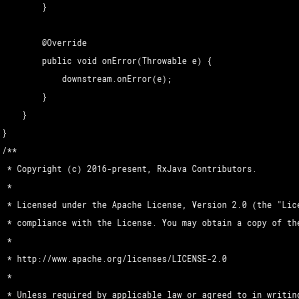 }
@Override
public void onError(Throwable e) {
downstream.onError(e);
}
}
}
/**
* Copyright (c) 2016-present, RxJava Contributors.
*
* Licensed under the Apache License, Version 2.0 (the "Lice
* compliance with the License. You may obtain a copy of the
*
* http://www.apache.org/licenses/LICENSE-2.0
*
* Unless required by applicable law or agreed to in writing